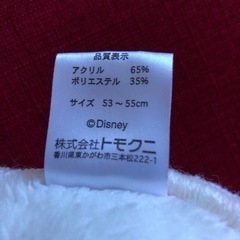 品質表示
アクリル 65%
ポリエステル 35%
サイズ 53～55cm
©Disney
株式会社トモクニ
香川県東かがわ市三本松222-1